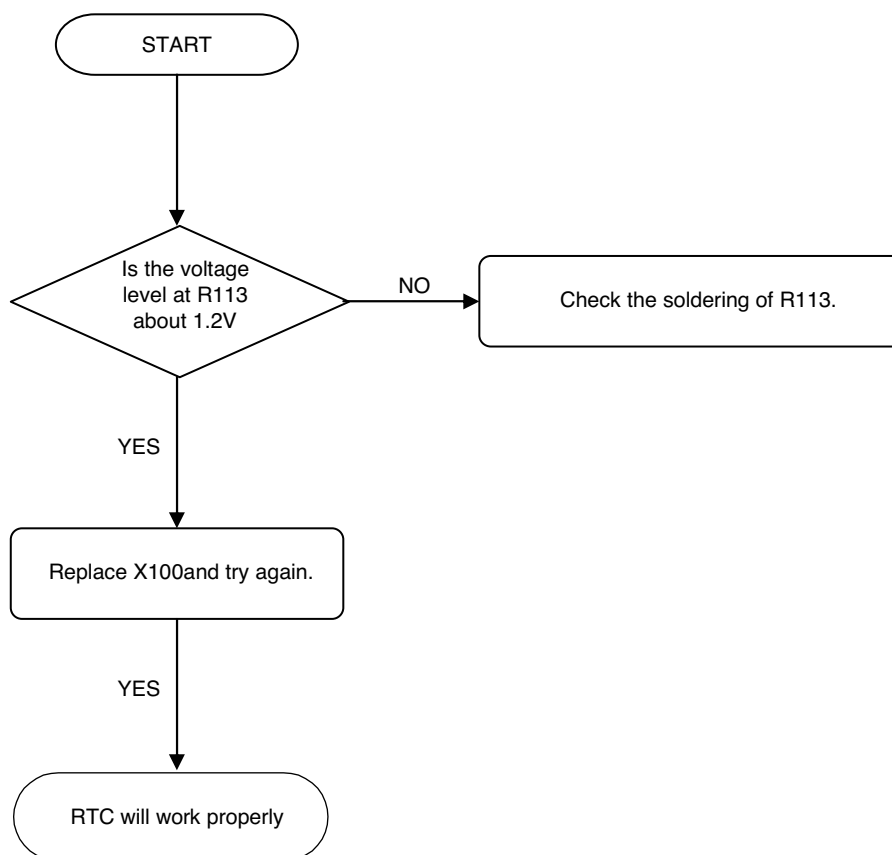 START
Is the voltage
level at R113
about 1.2V
NO
Check the soldering of R113.
YES
Replace X100and try again.
YES
RTC will work properly